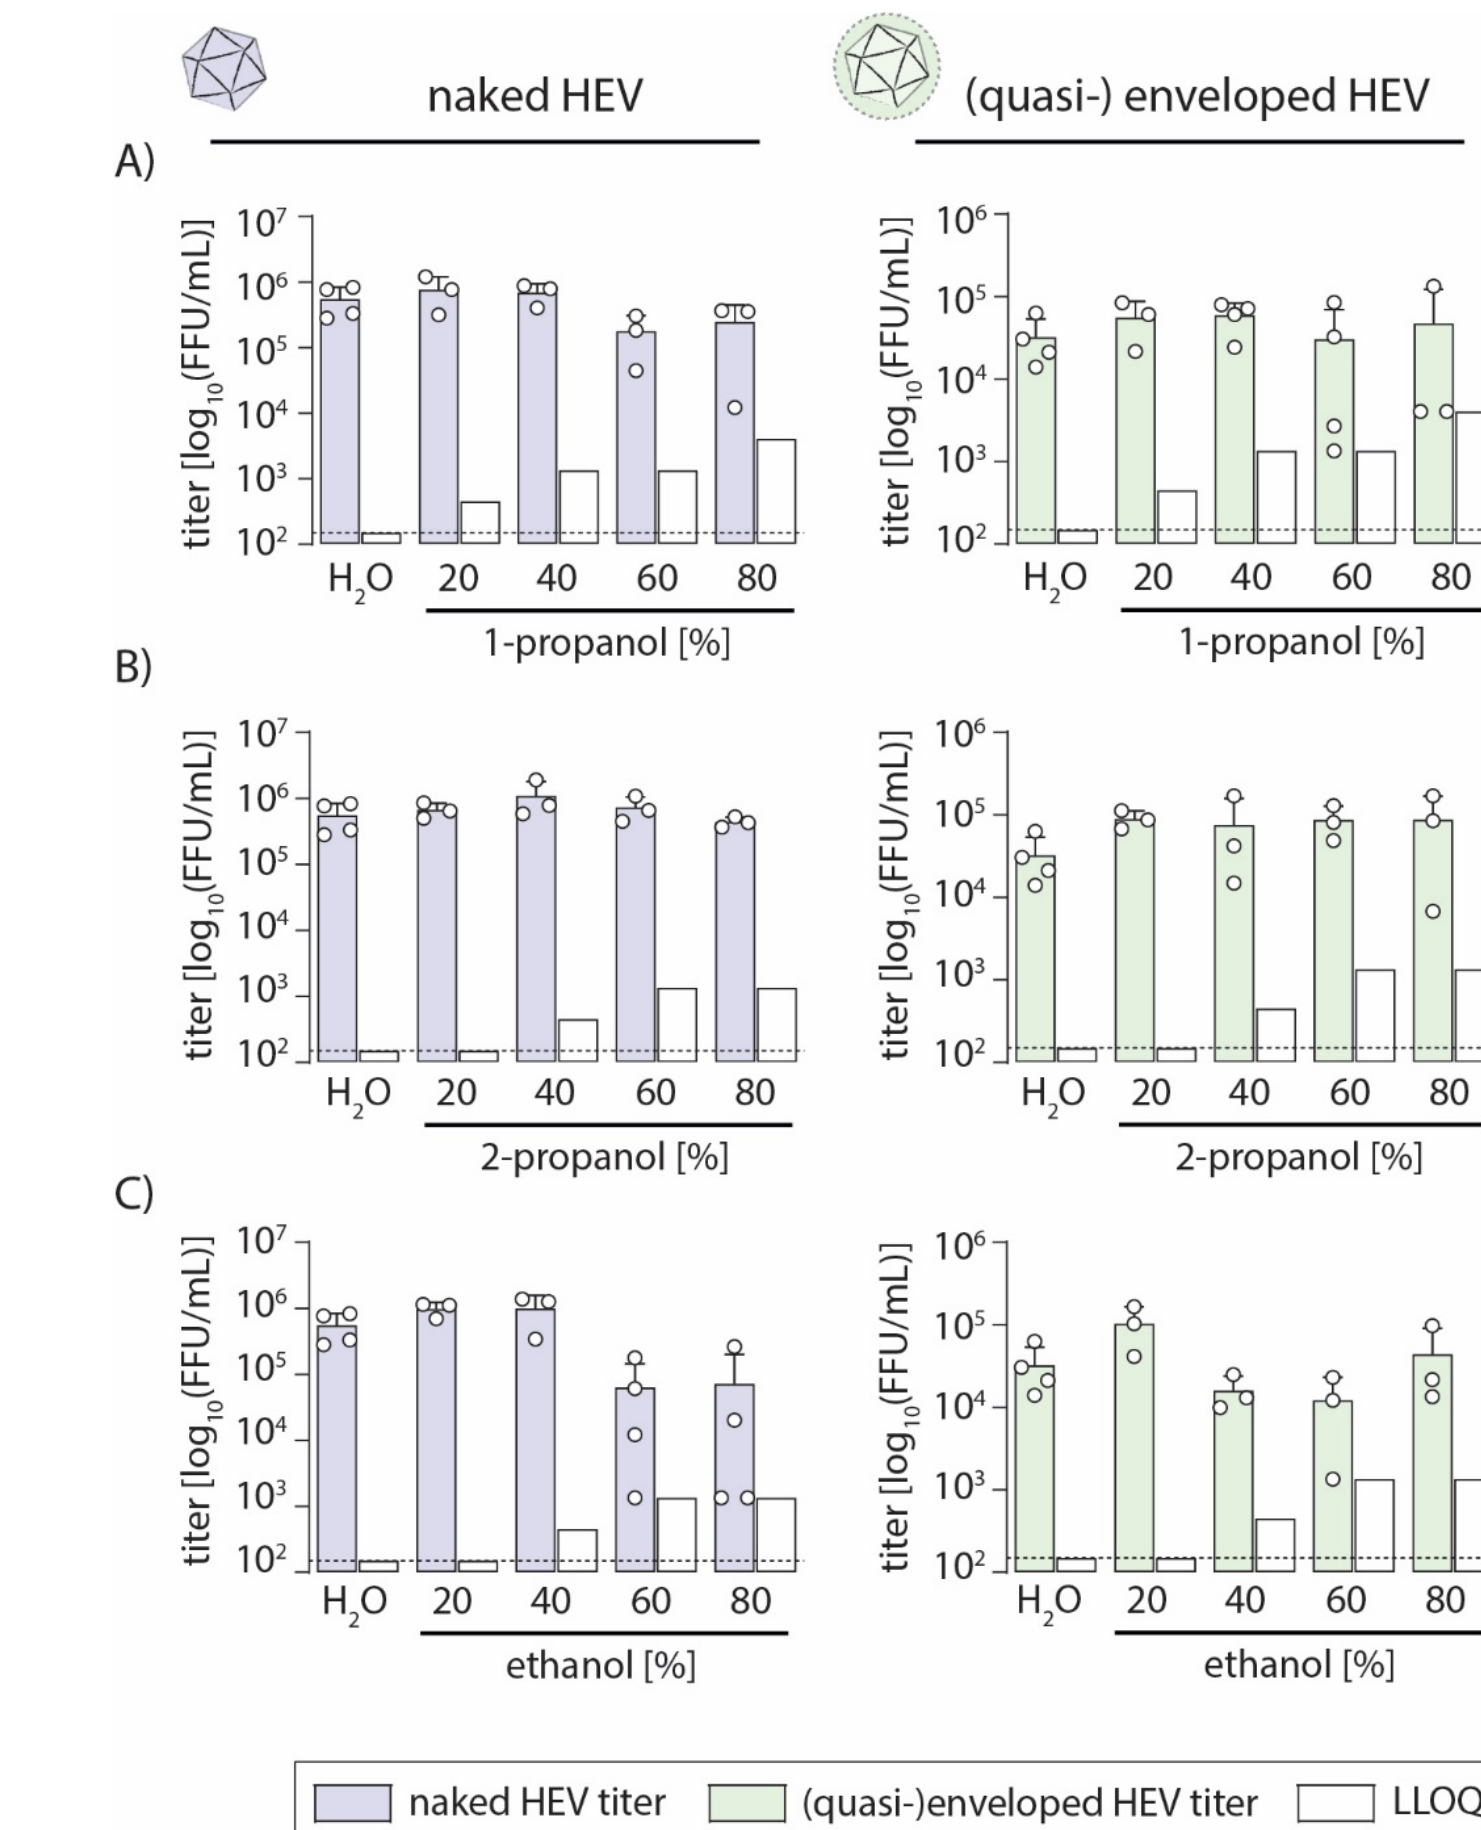 naked HEV
(quasi-) enveloped HEV
A)
titer [log10(FFU/mL)]
10⁷
10⁶
10⁵
10⁴
10³
10²
H₂O 20 40 60 80
1-propanol [%]
titer [log10(FFU/mL)]
10⁶
10⁵
10⁴
10³
10²
H₂O 20 40 60 80
1-propanol [%]
B)
titer [log10(FFU/mL)]
10⁷
10⁶
10⁵
10⁴
10³
10²
H₂O 20 40 60 80
2-propanol [%]
titer [log10(FFU/mL)]
10⁶
10⁵
10⁴
10³
10²
H₂O 20 40 60 80
2-propanol [%]
C)
titer [log10(FFU/mL)]
10⁷
10⁶
10⁵
10⁴
10³
10²
H₂O 20 40 60 80
ethanol [%]
titer [log10(FFU/mL)]
10⁶
10⁵
10⁴
10³
10²
H₂O 20 40 60 80
ethanol [%]
naked HEV titer (quasi-)enveloped HEV titer LLOQ